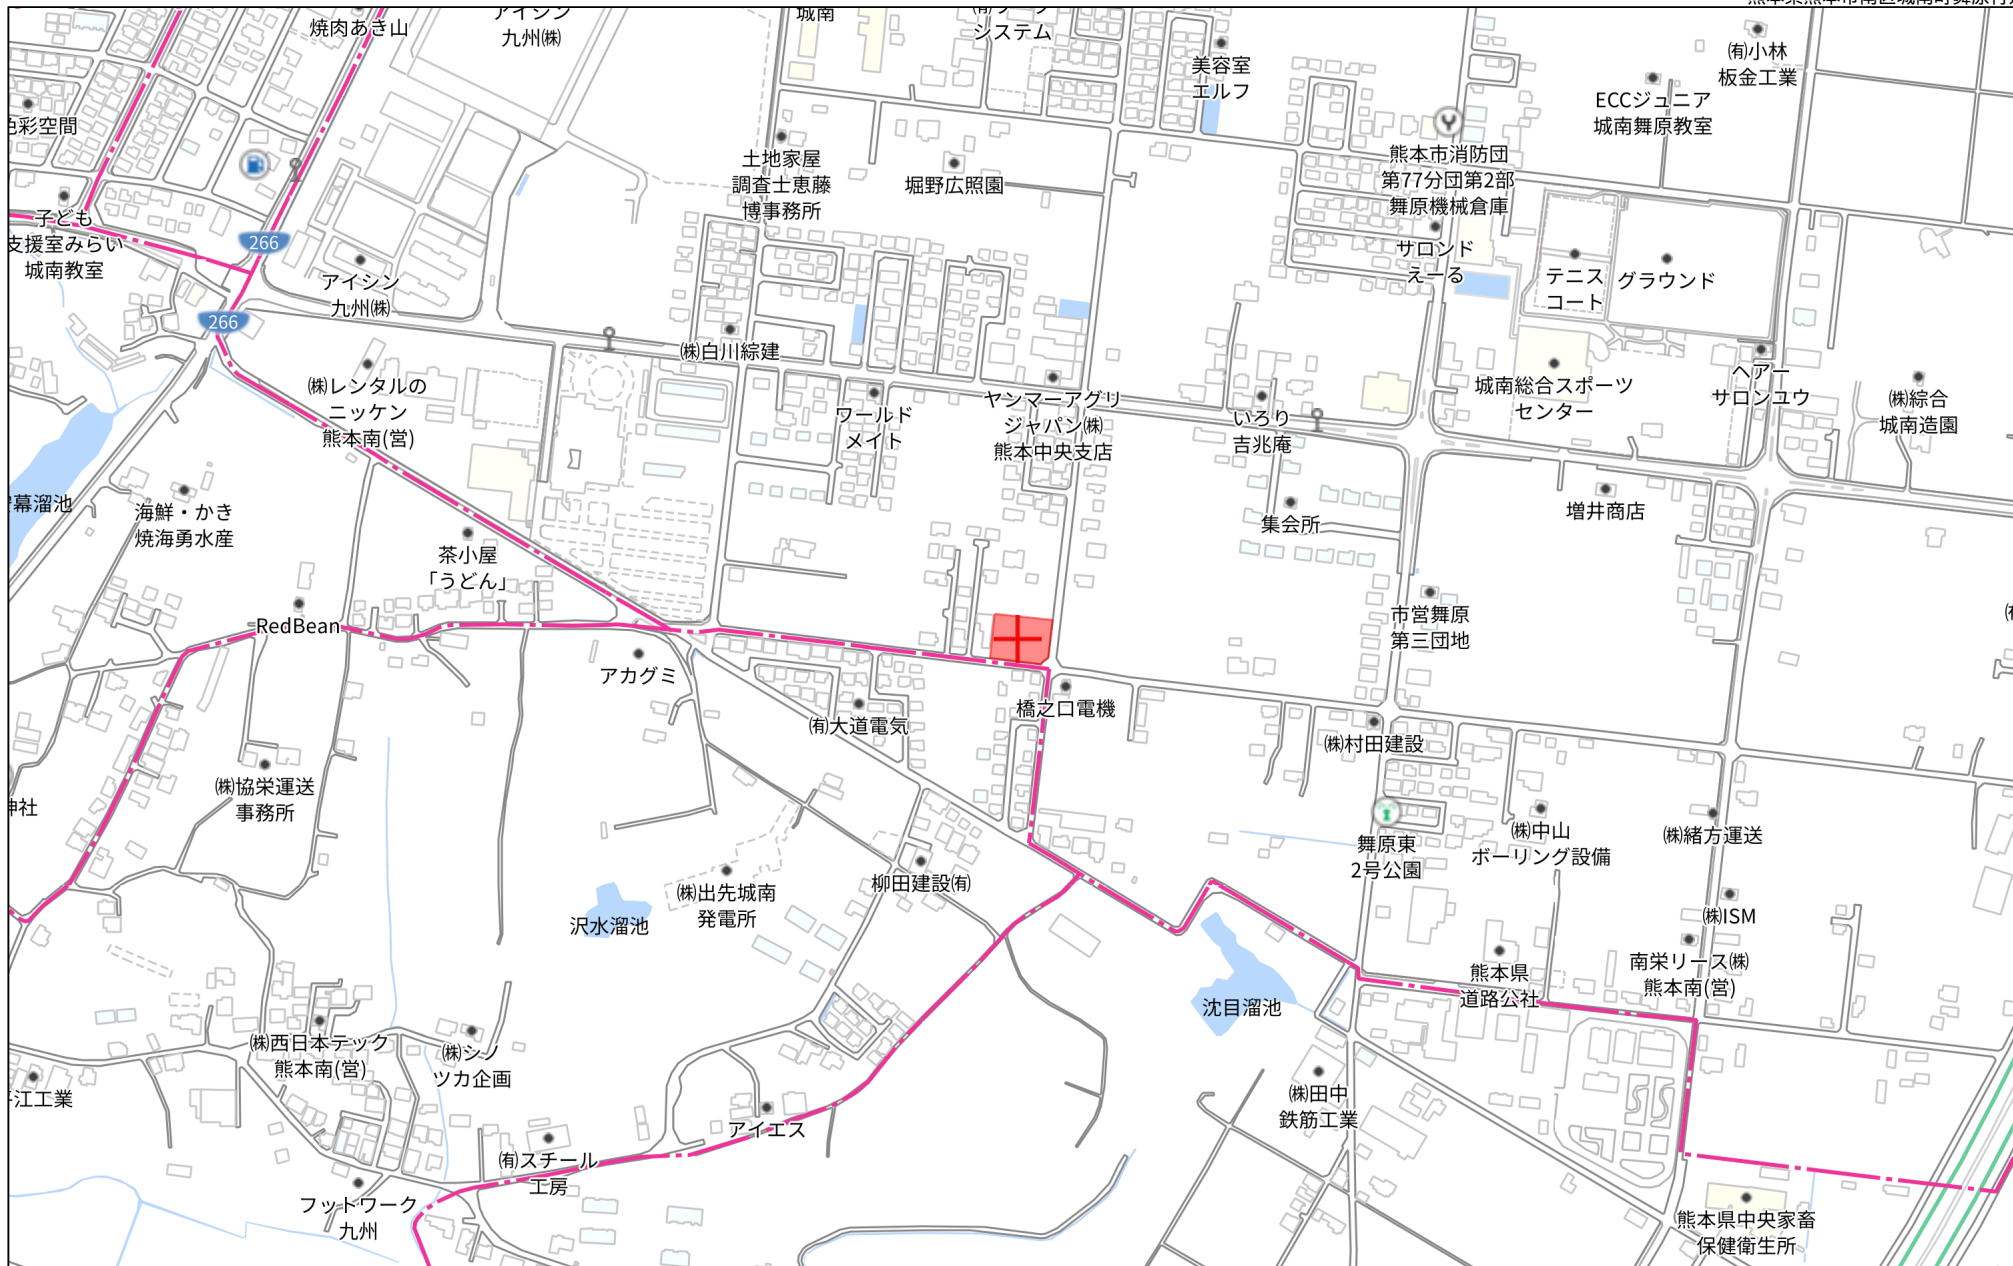 焼肉あき山
アイシン
九州㈱
城南
システム
美容室
エルフ
㈲小林
板金工業
ECCジュニア
城南舞原教室
色彩空間
土地家屋
調査士恵藤
博事務所
堀野広照園
熊本市消防団
第77分団第2部
舞原機械倉庫
子ども
支援室みらい
城南教室
266
サロンド
えーる
テニス
コート
グラウンド
アイシン
九州㈱
266
㈱白川綜建
㈱レンタルの
ニッケン
熊本南(営)
ワールド
メイト
ヤンマーアグリ
ジャパン㈱
熊本中央支店
いろり
吉兆庵
城南総合スポーツ
センター
ヘアー
サロンユウ
㈱綜合
城南造園
幕溜池
海鮮・かき
焼海勇水産
集会所
増井商店
茶小屋
「うどん」
RedBean
市営舞原
第三団地
アカグミ
㈲大道電気
橋之口電機
㈱村田建設
㈱協栄運送
事務所
神社
舞原東
2号公園
㈱中山
ボーリング設備
㈱緒方運送
㈱出先城南
発電所
柳田建設㈲
沢水溜池
㈱ISM
熊本県
道路公社
南栄リース㈱
熊本南(営)
沈目溜池
㈱西日本テック
熊本南(営)
㈱シノ
ツカ企画
江工業
㈱田中
鉄筋工業
アイエス
㈲スチール
工房
フットワーク
九州
熊本県中央家畜
保健衛生所